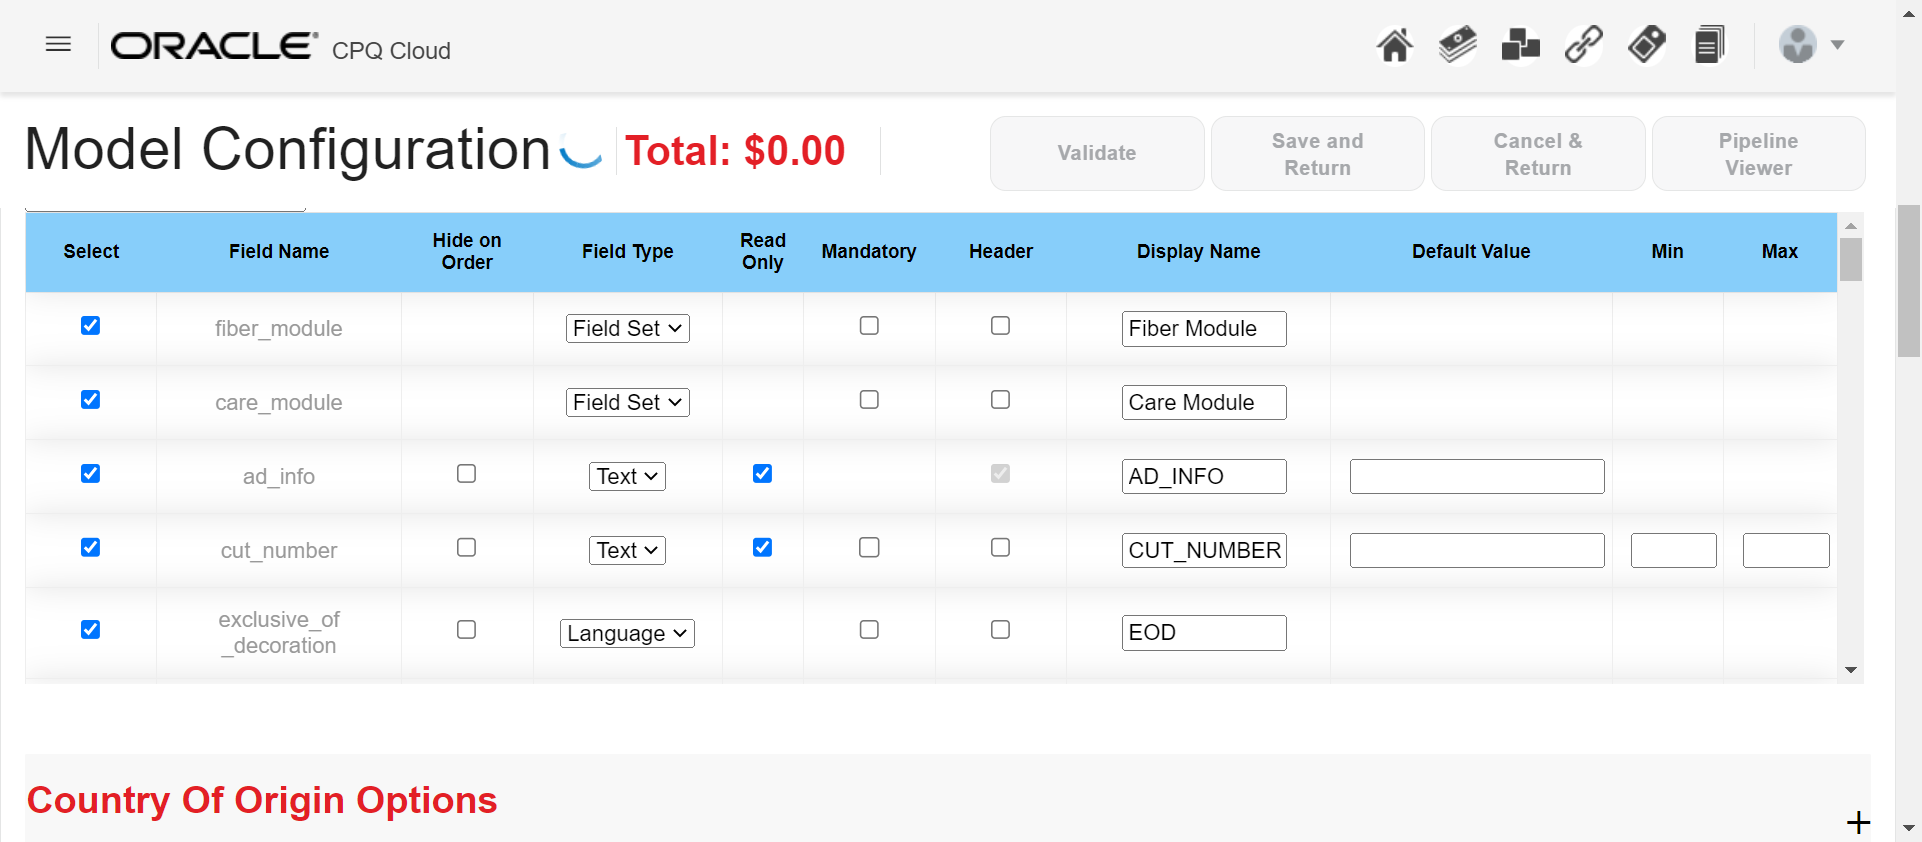 ORACLE® CPQ Cloud
Model Configuration Total: $0.00
Validate
Save and
Return
Cancel &
Return
Pipeline
Viewer
Select Field Name Hide on Order Field Type Read Only Mandatory Header Display Name Default Value Min Max
fiber_module Field Set Fiber Module
care_module Field Set Care Module
ad_info Text AD_INFO
cut_number Text CUT_NUMBER
exclusive_of
_decoration Language EOD
Country Of Origin Options
+